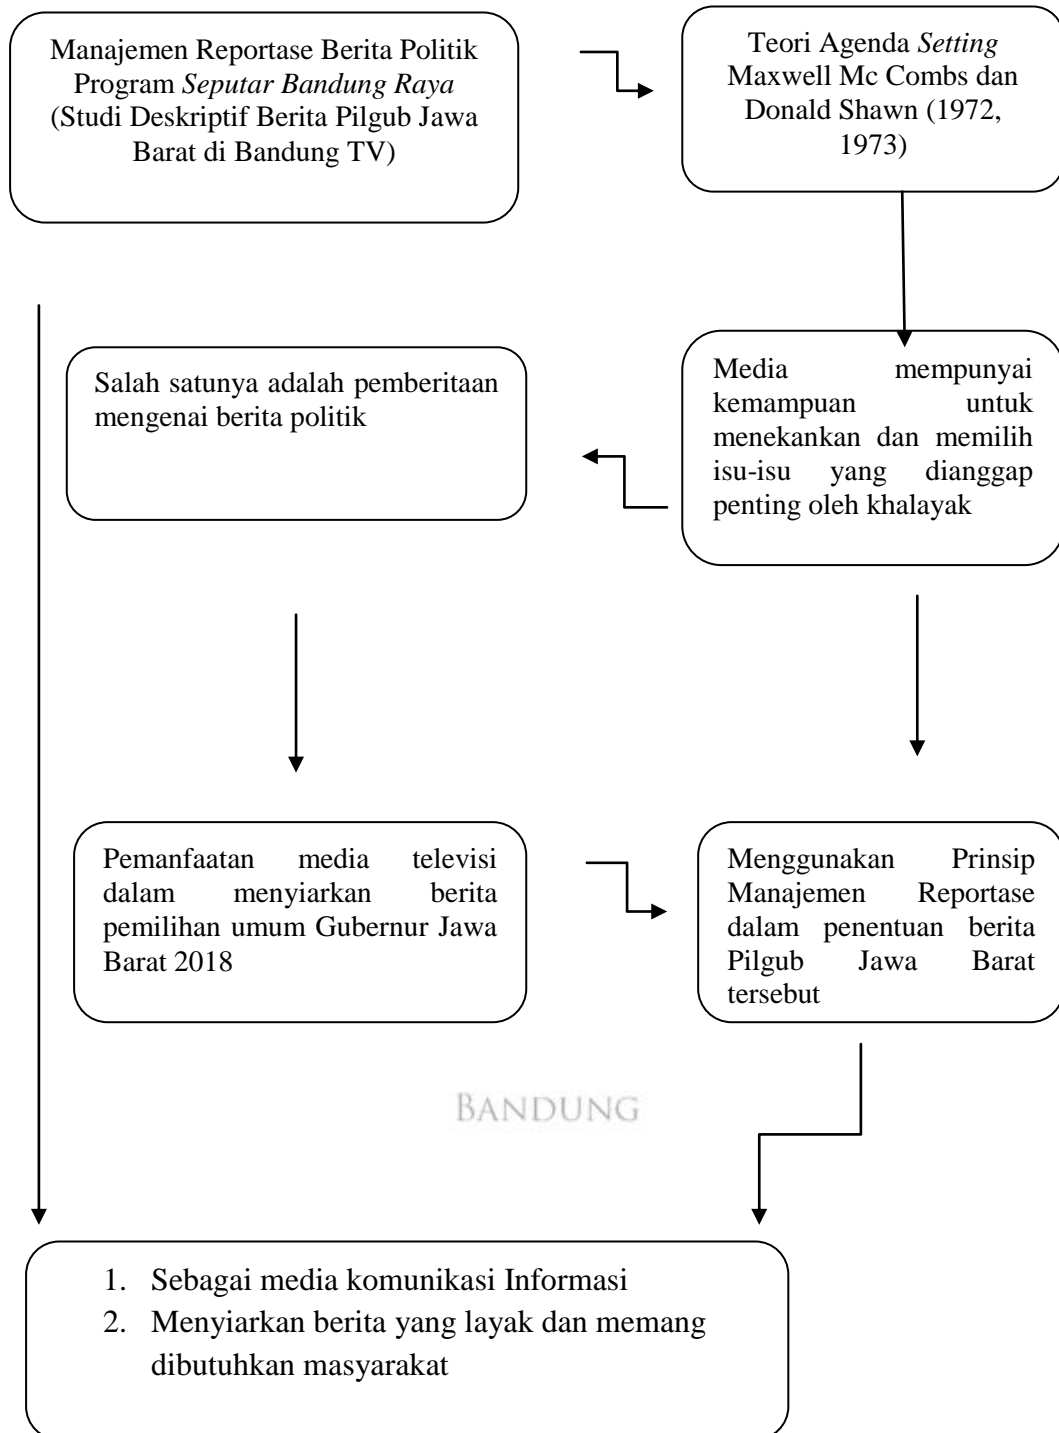 Manajemen Reportase Berita Politik
Program Seputar Bandung Raya
(Studi Deskriptif Berita Pilgub Jawa
Barat di Bandung TV)
Teori Agenda Setting
Maxwell Mc Combs dan
Donald Shawn (1972,
1973)
Salah satunya adalah pemberitaan
mengenai berita politik
Media mempunyai
kemampuan untuk
menekankan dan memilih
isu-isu yang dianggap
penting oleh khalayak
Pemanfaatan media televisi
dalam menyiarkan berita
pemilihan umum Gubernur Jawa
Barat 2018
Menggunakan Prinsip
Manajemen Reportase
dalam penentuan berita
Pilgub Jawa Barat
tersebut
BANDUNG
1. Sebagai media komunikasi Informasi
2. Menyiarkan berita yang layak dan memang
dibutuhkan masyarakat